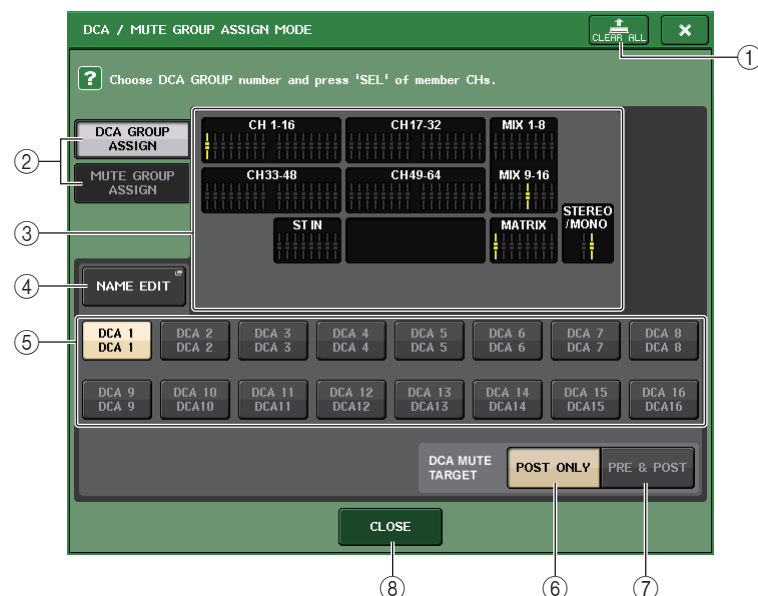 DCA / MUTE GROUP ASSIGN MODE
CLEAR ALL
①
? Choose DCA GROUP number and press 'SEL' of member CHs.
②
DCA GROUP
ASSIGN
MUTE GROUP
ASSIGN
③
CH 1-16
CH17-32
MIX 1-8
CH33-48
CH49-64
MIX 9-16
ST IN
MATRIX
STEREO
/MONO
④
NAME EDIT
⑤
DCA 1 DCA 2 DCA 3 DCA 4 DCA 5 DCA 6 DCA 7 DCA 8
DCA 1 DCA 2 DCA 3 DCA 4 DCA 5 DCA 6 DCA 7 DCA 8
DCA 9 DCA 10 DCA 11 DCA 12 DCA 13 DCA 14 DCA 15 DCA 16
DCA 9 DCA10 DCA11 DCA12 DCA13 DCA14 DCA15 DCA16
DCA MUTE
TARGET
POST ONLY
PRE & POST
CLOSE
⑧
⑥
⑦